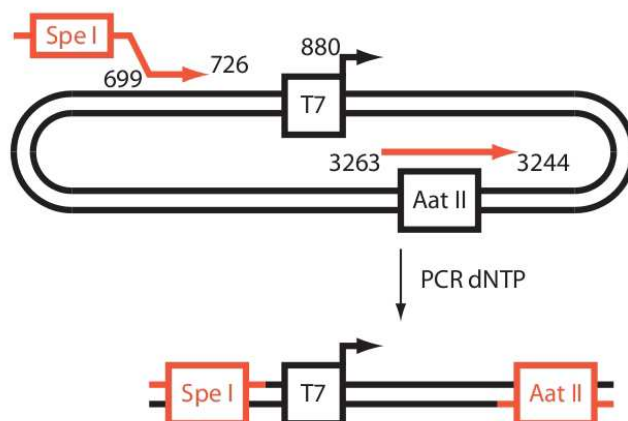 Spe I
699
726
880
T7
3263
3244
Aat II
PCR dNTP
Spe I
T7
Aat II